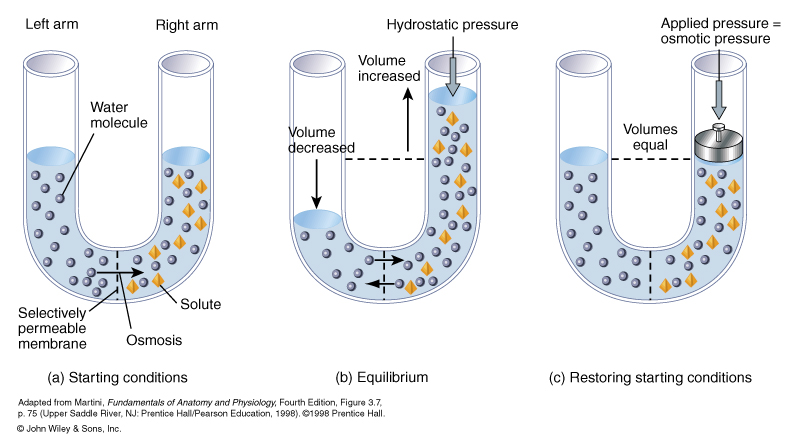 Left arm
Right arm
Water
molecule
Selectively
permeable
membrane
Osmosis
Solute
(a) Starting conditions
Hydrostatic pressure
Volume
increased
Volume
decreased
(b) Equilibrium
Applied pressure =
osmotic pressure
Volumes
equal
(c) Restoring starting conditions
Adapted from Martini, Fundamentals of Anatomy and Physiology, Fourth Edition, Figure 3.7,
p. 75 (Upper Saddle River, NJ: Prentice Hall/Pearson Education, 1998). ©1998 Prentice Hall.
© John Wiley & Sons, Inc.